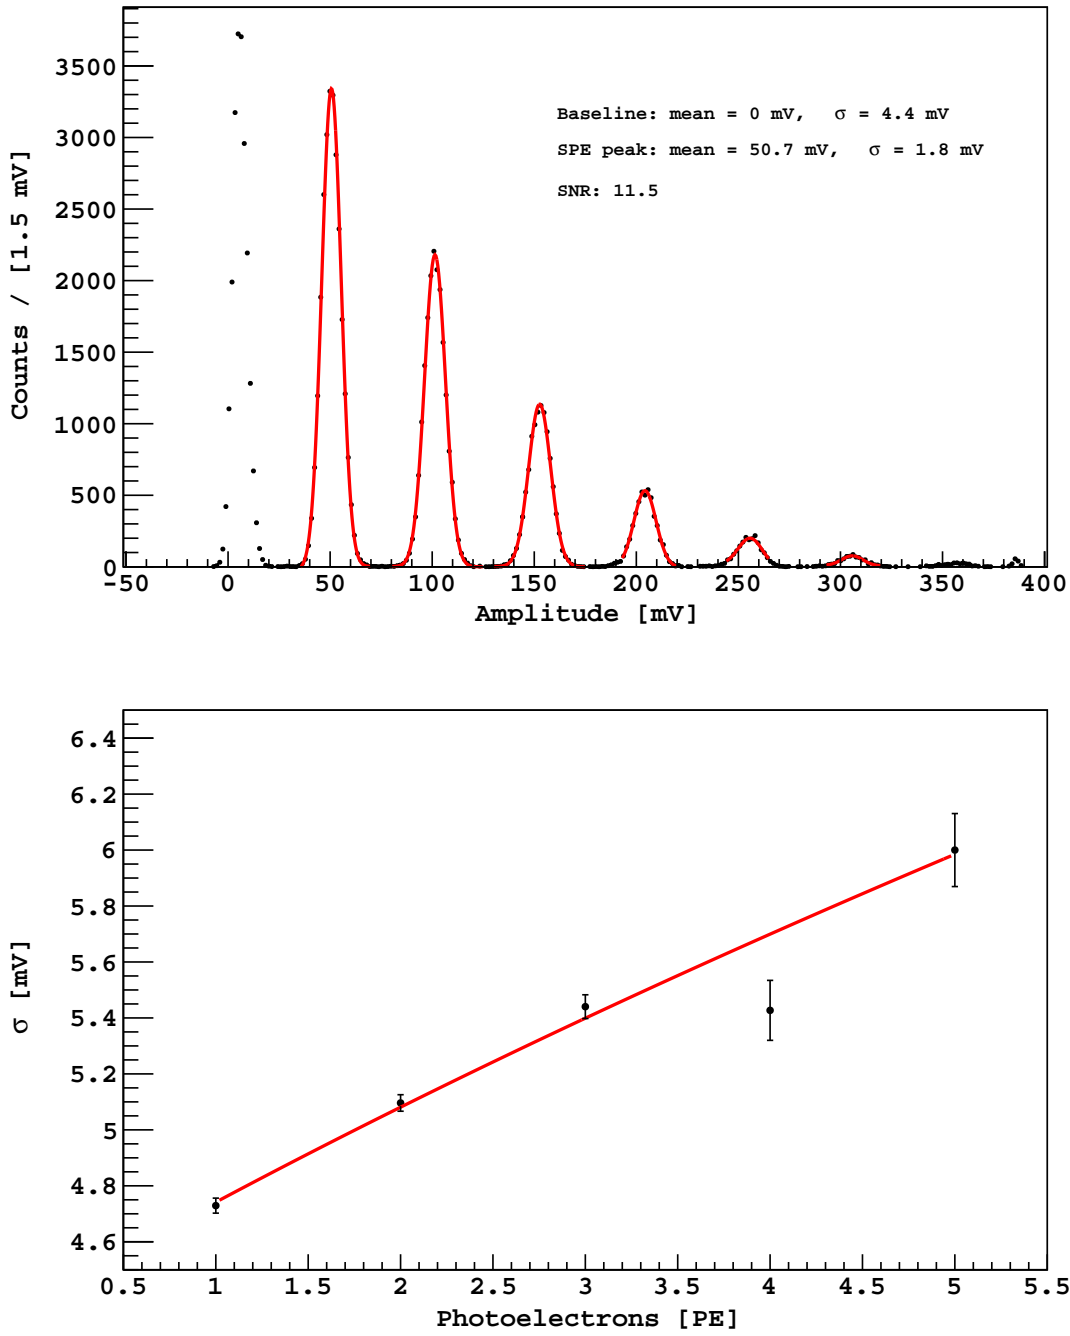 Counts / [1.5 mV]
3500
3000
2500
2000
1500
1000
500
0
Baseline: mean = 0 mV, σ = 4.4 mV
SPE peak: mean = 50.7 mV, σ = 1.8 mV
SNR: 11.5
−50 0 50 100 150 200 250 300 350 400
Amplitude [mV]
σ [mV]
6.4
6.2
6
5.8
5.6
5.4
5.2
5
4.8
4.6
0.5 1 1.5 2 2.5 3 3.5 4 4.5 5 5.5
Photoelectrons [PE]